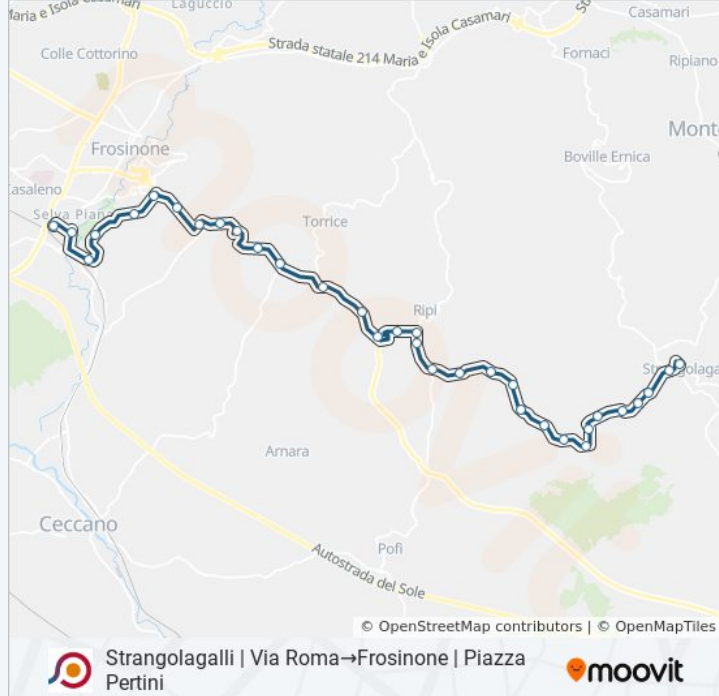 Laguccio
Maria e Isola Casamari
Casamari
Colle Cottorino
Strada statale 214 Maria e Isola Casamari
Fornaci
Ripiano
Frosinone
Mont
Boville Ernica
Casaleno
Selva Piana
Torrice
Ripi
Strangolaga
Arnara
Ceccano
Pofi
Autostrada del Sole
© OpenStreetMap contributors | © OpenMapTiles
Strangolagalli | Via Roma→Frosinone | Piazza
Pertini
moovit